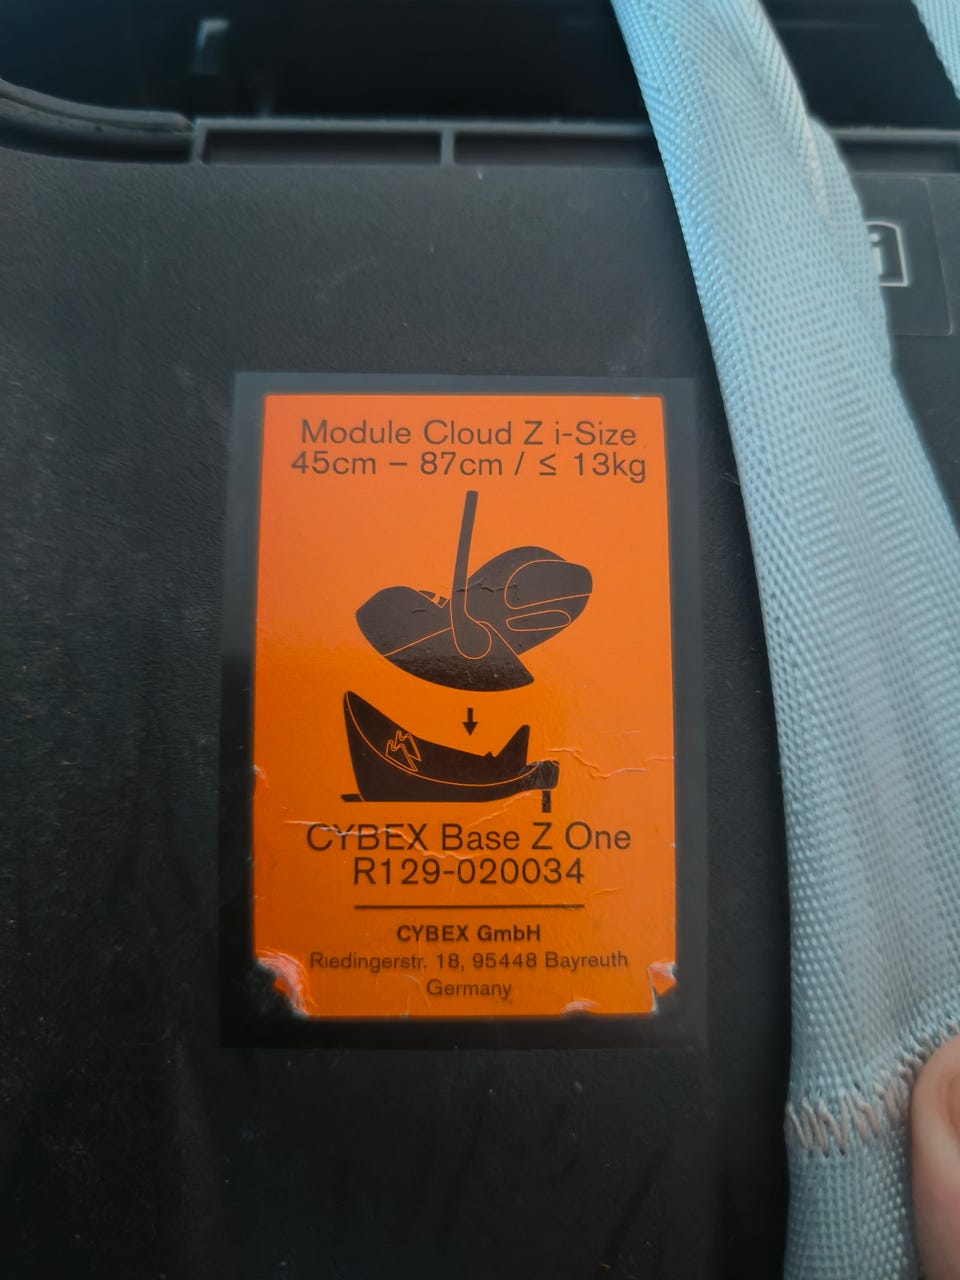 Module Cloud Z i-Size
45cm – 87cm / ≤ 13kg
CYBEX Base Z One
R129-020034
CYBEX GmbH
Riedingerstr. 18, 95448 Bayreuth
Germany